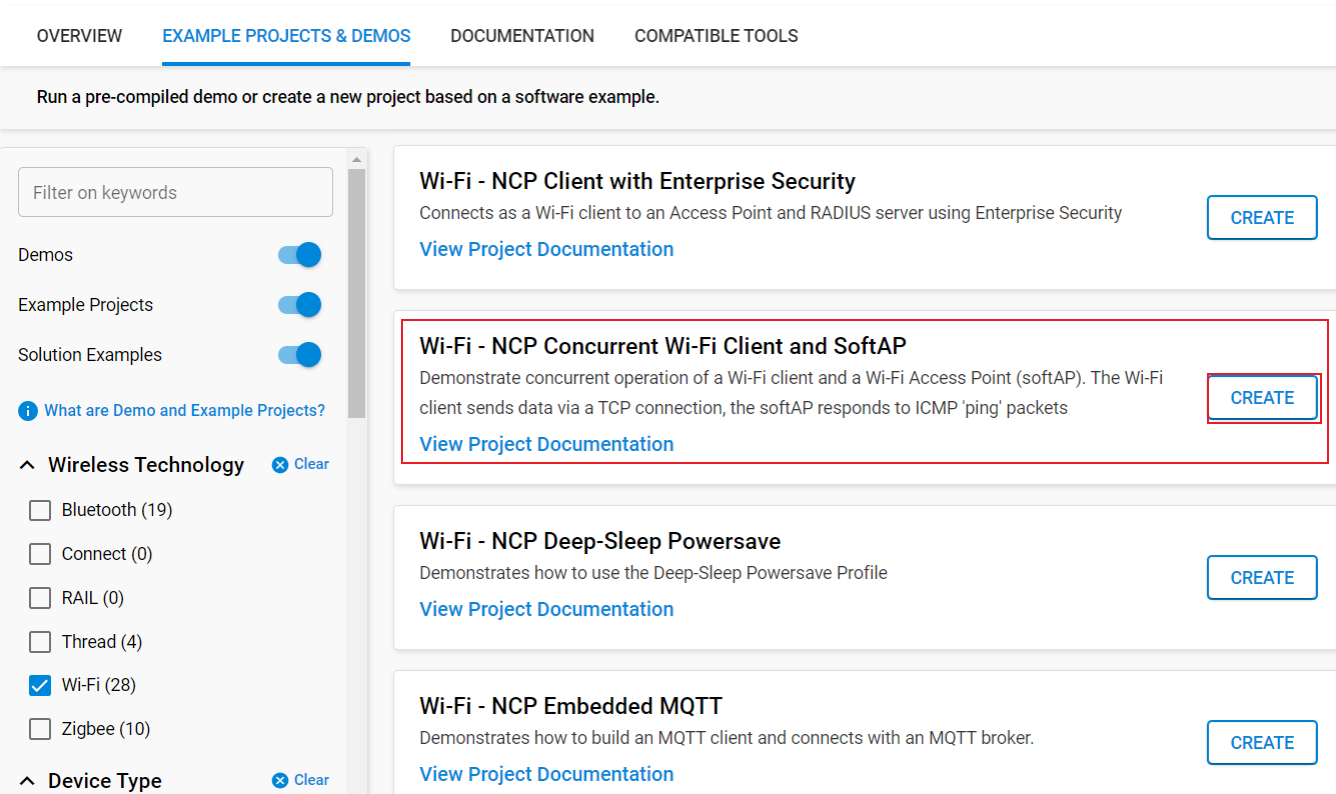 OVERVIEW
EXAMPLE PROJECTS & DEMOS
DOCUMENTATION
COMPATIBLE TOOLS
Run a pre-compiled demo or create a new project based on a software example.
Filter on keywords
Demos
Example Projects
Solution Examples
What are Demo and Example Projects?
Wireless Technology
Clear
Bluetooth (19)
Connect (0)
RAIL (0)
Thread (4)
Wi-Fi (28)
Zigbee (10)
Device Type
Clear
Wi-Fi - NCP Client with Enterprise Security
Connects as a Wi-Fi client to an Access Point and RADIUS server using Enterprise Security
View Project Documentation
CREATE
Wi-Fi - NCP Concurrent Wi-Fi Client and SoftAP
Demonstrate concurrent operation of a Wi-Fi client and a Wi-Fi Access Point (softAP). The Wi-Fi
client sends data via a TCP connection, the softAP responds to ICMP 'ping' packets
View Project Documentation
CREATE
Wi-Fi - NCP Deep-Sleep Powersave
Demonstrates how to use the Deep-Sleep Powersave Profile
View Project Documentation
CREATE
Wi-Fi - NCP Embedded MQTT
Demonstrates how to build an MQTT client and connects with an MQTT broker.
View Project Documentation
CREATE